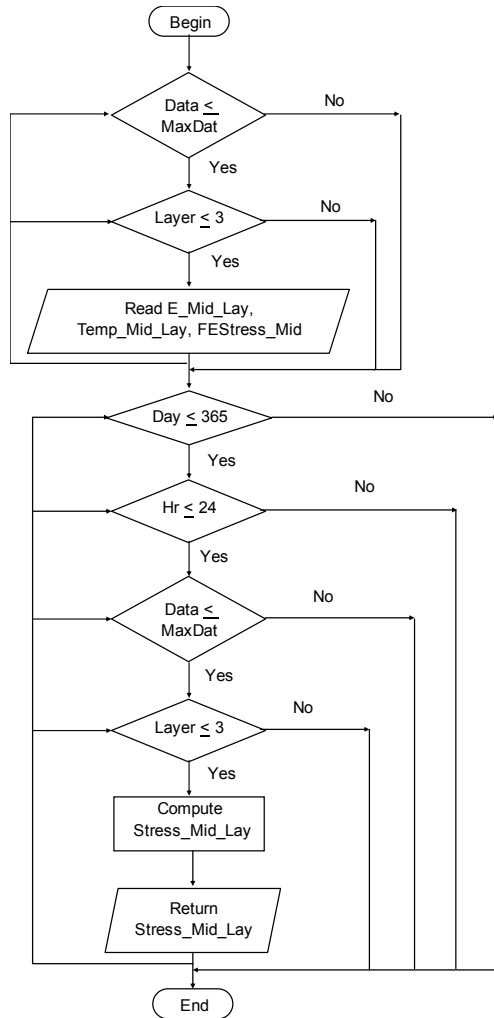 Begin
Data ≤
MaxDat
No
Yes
Layer ≤ 3
No
Yes
Read E_Mid_Lay,
Temp_Mid_Lay, FEStress_Mid
Day ≤ 365
No
Yes
Hr ≤ 24
No
Yes
Data ≤
MaxDat
No
Yes
Layer ≤ 3
No
Yes
Compute
Stress_Mid_Lay
Return
Stress_Mid_Lay
End